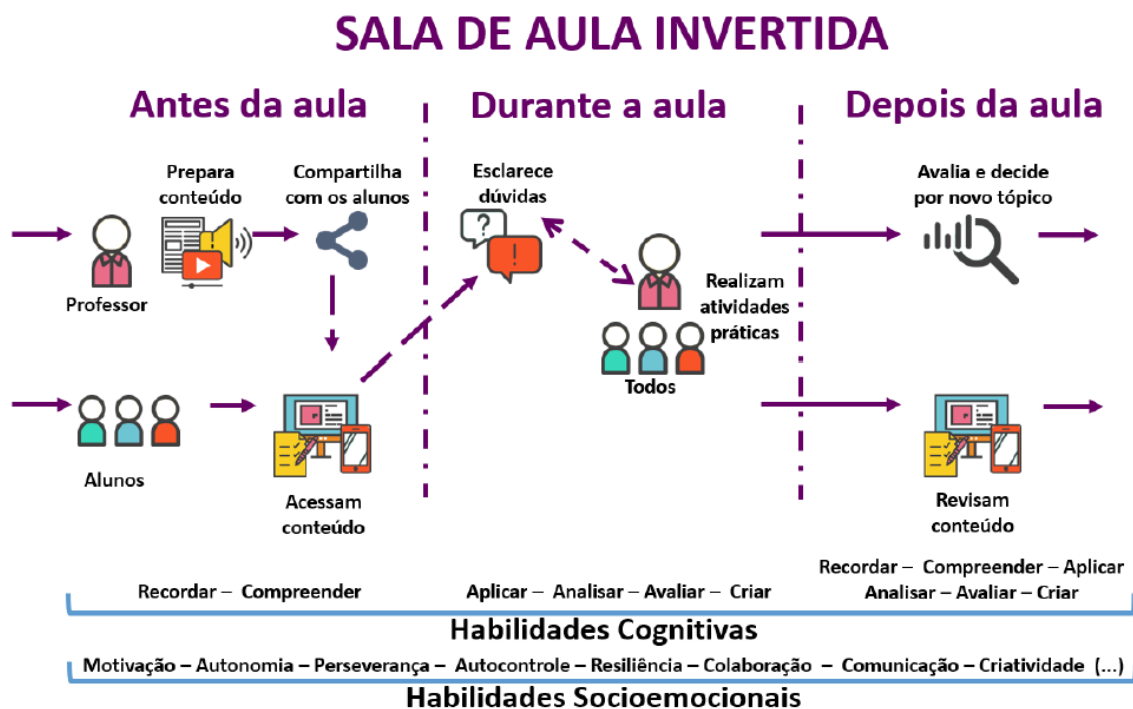 SALA DE AULA INVERTIDA
Antes da aula
Durante a aula
Depois da aula
Prepara
conteúdo
Compartilha
com os alunos
Professor
Alunos
Acessam
conteúdo
Esclarece
dúvidas
?
!
Realizam
atividades
práticas
Todos
Avalia e decide
por novo tópico
Revisam
conteúdo
Recordar – Compreender
Aplicar – Analisar – Avaliar – Criar
Recordar – Compreender – Aplicar
Analisar – Avaliar – Criar
Habilidades Cognitivas
Motivação – Autonomia – Perseverança – Autocontrole – Resiliência – Colaboração – Comunicação – Criatividade (...)
Habilidades Socioemocionais